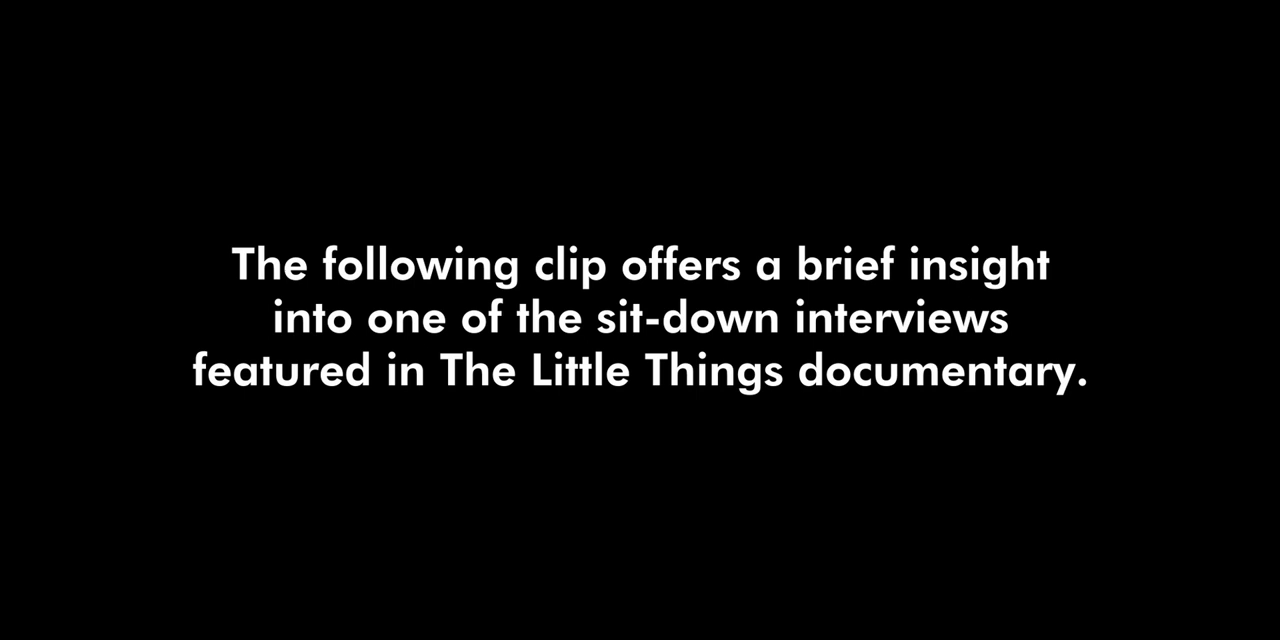 The following clip offers a brief insight
into one of the sit-down interviews
featured in The Little Things documentary.